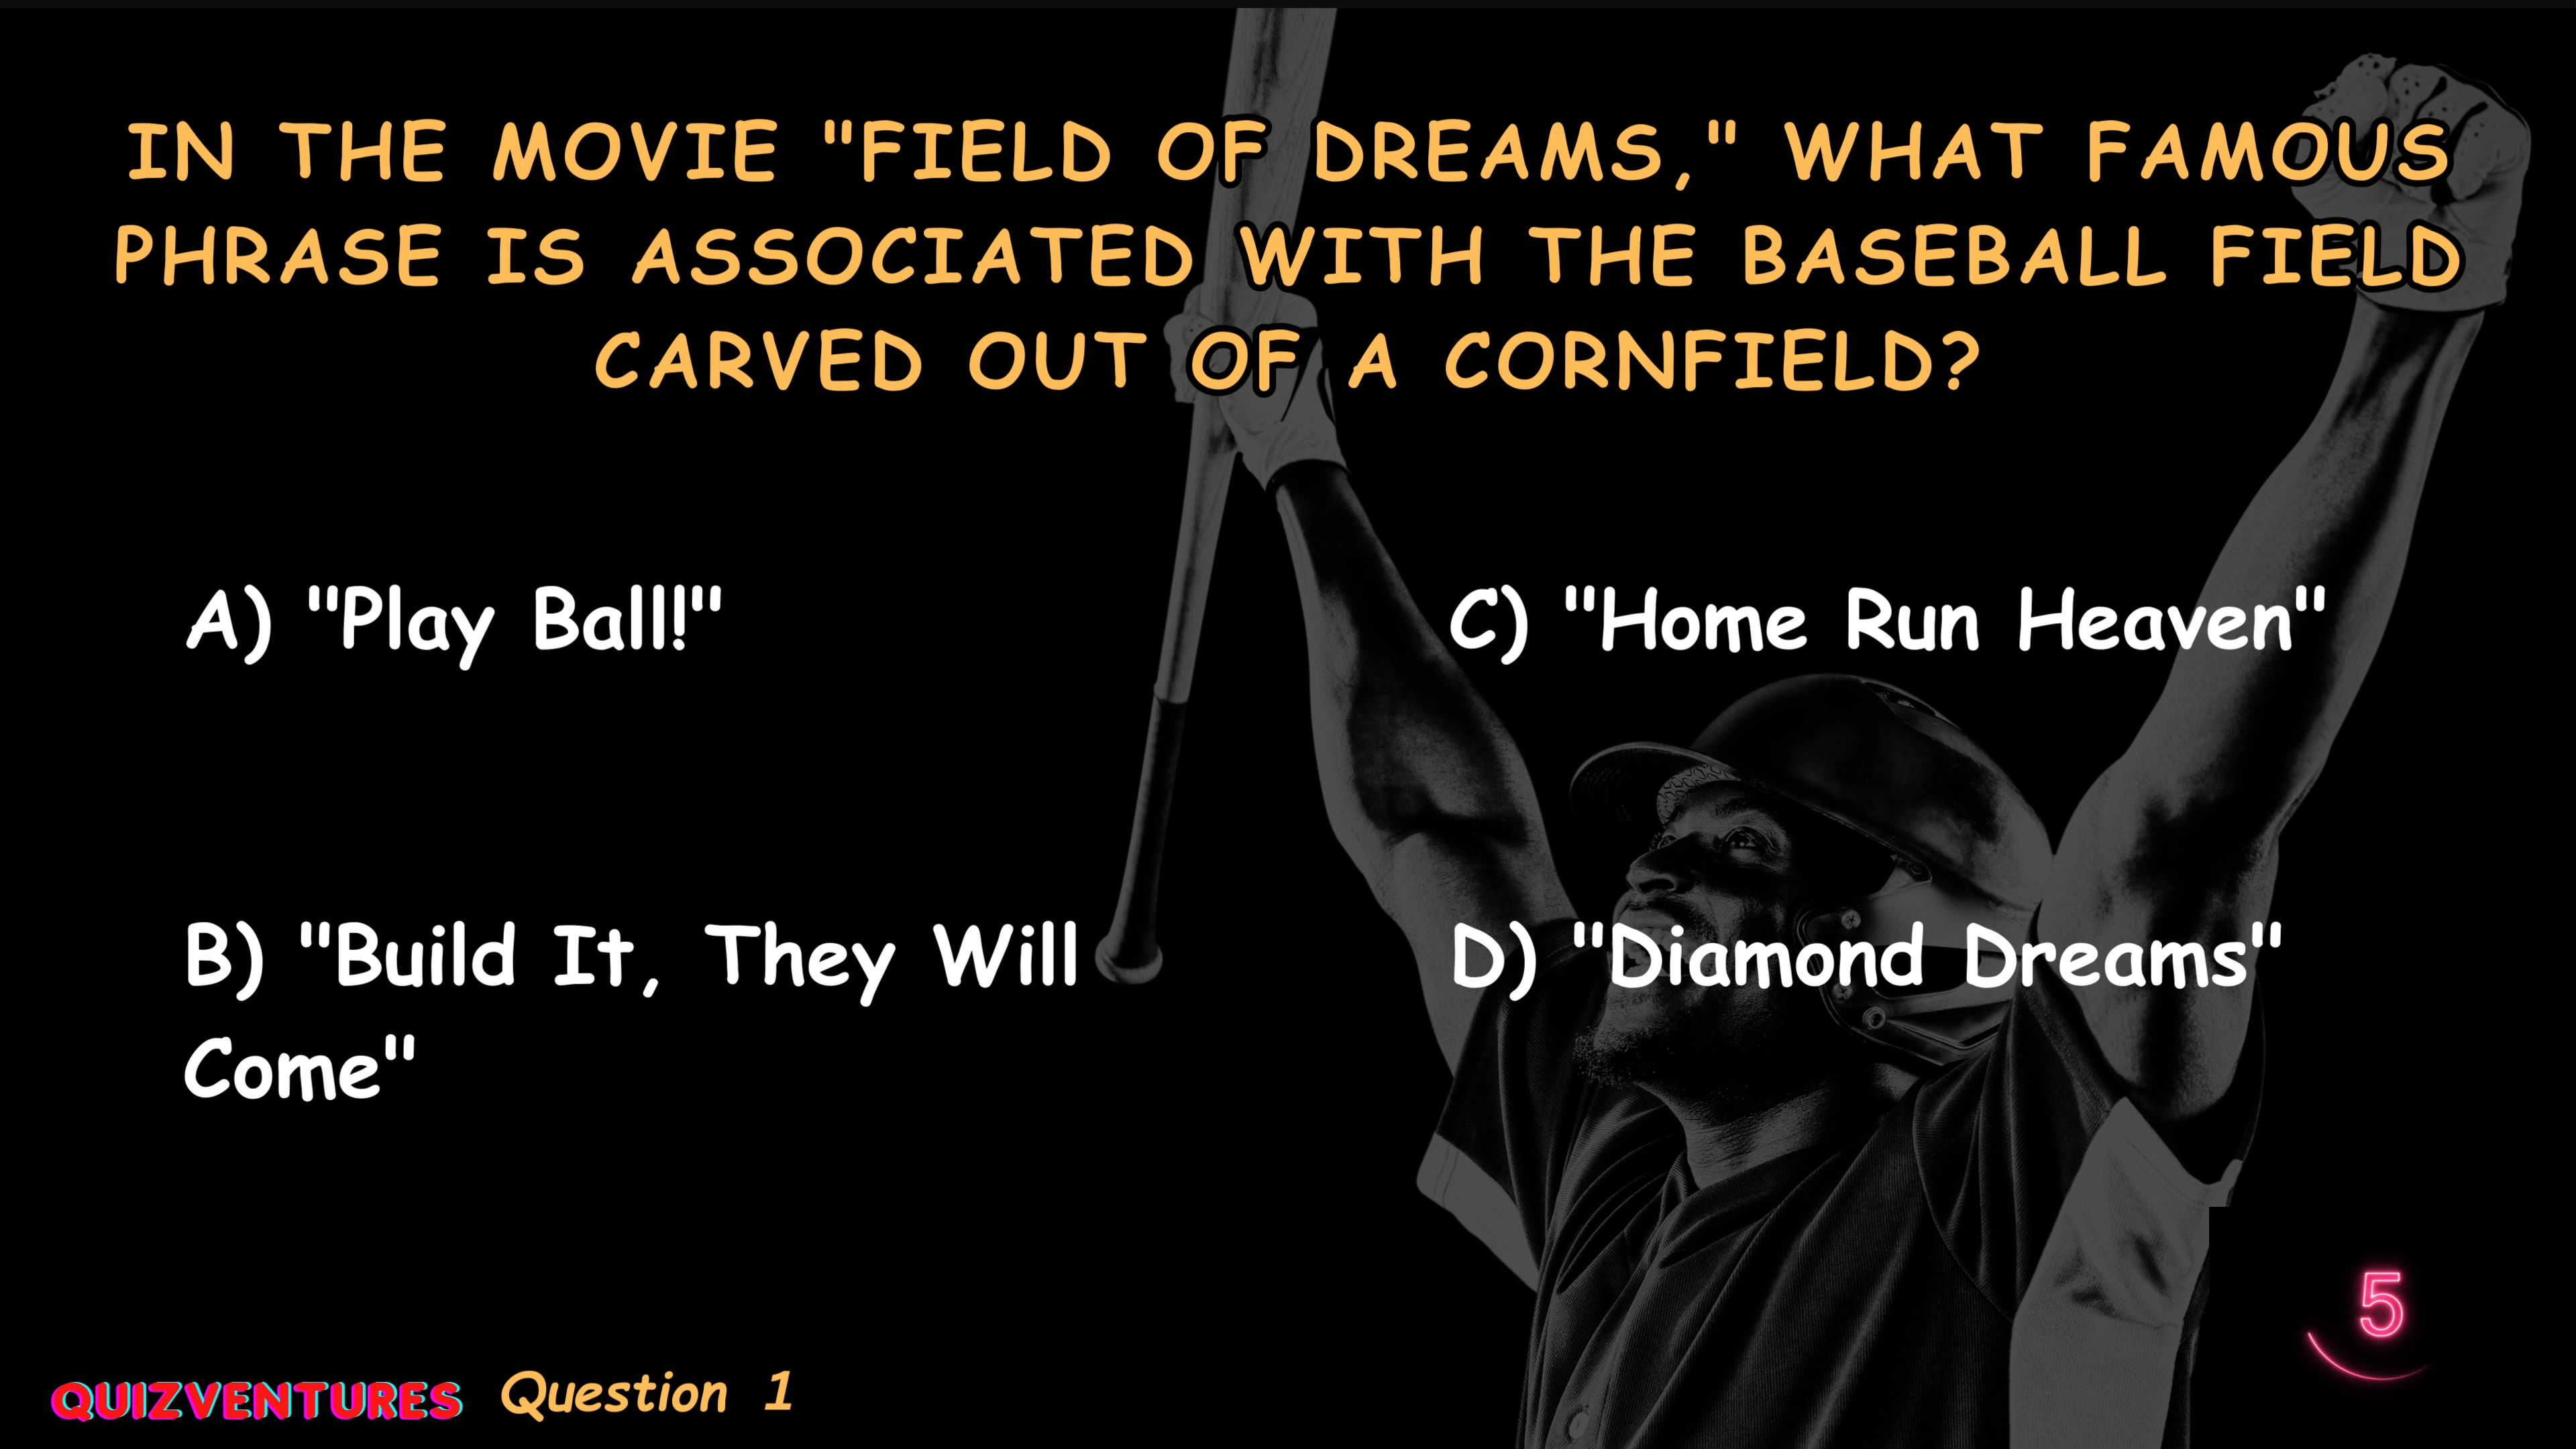 IN THE MOVIE "FIELD OF DREAMS," WHAT FAMOUS
PHRASE IS ASSOCIATED WITH THE BASEBALL FIELD
CARVED OUT OF A CORNFIELD?
A) "Play Ball!"
B) "Build It, They Will
Come"
C) "Home Run Heaven"
D) "Diamond Dreams"
5
QUIZVENTURES Question 1